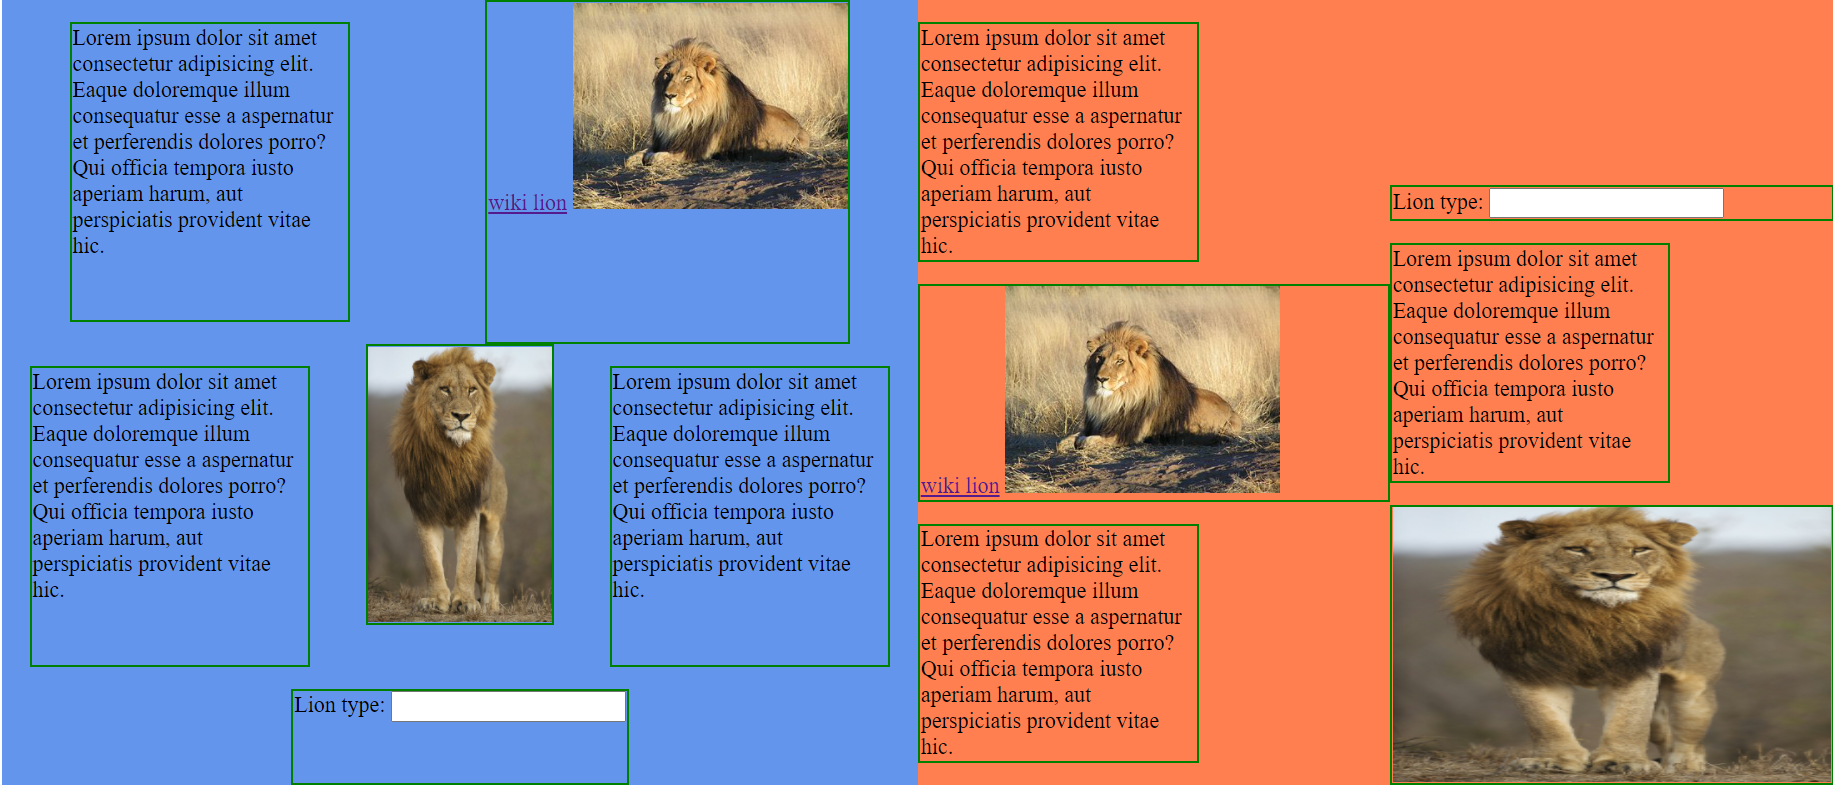 Lorem ipsum dolor sit amet
consectetur adipisicing elit.
Eaque doloremque illum
consequatur esse a aspernatur
et perferendis dolores porro?
Qui officia tempora iusto
aperiam harum, aut
perspiciatis provident vitae
hic.
wiki lion
Lorem ipsum dolor sit amet
consectetur adipisicing elit.
Eaque doloremque illum
consequatur esse a aspernatur
et perferendis dolores porro?
Qui officia tempora iusto
aperiam harum, aut
perspiciatis provident vitae
hic.
Lorem ipsum dolor sit amet
consectetur adipisicing elit.
Eaque doloremque illum
consequatur esse a aspernatur
et perferendis dolores porro?
Qui officia tempora iusto
aperiam harum, aut
perspiciatis provident vitae
hic.
Lion type:
Lorem ipsum dolor sit amet
consectetur adipisicing elit.
Eaque doloremque illum
consequatur esse a aspernatur
et perferendis dolores porro?
Qui officia tempora iusto
aperiam harum, aut
perspiciatis provident vitae
hic.
wiki lion
Lorem ipsum dolor sit amet
consectetur adipisicing elit.
Eaque doloremque illum
consequatur esse a aspernatur
et perferendis dolores porro?
Qui officia tempora iusto
aperiam harum, aut
perspiciatis provident vitae
hic.
Lion type:
Lorem ipsum dolor sit amet
consectetur adipisicing elit.
Eaque doloremque illum
consequatur esse a aspernatur
et perferendis dolores porro?
Qui officia tempora iusto
aperiam harum, aut
perspiciatis provident vitae
hic.